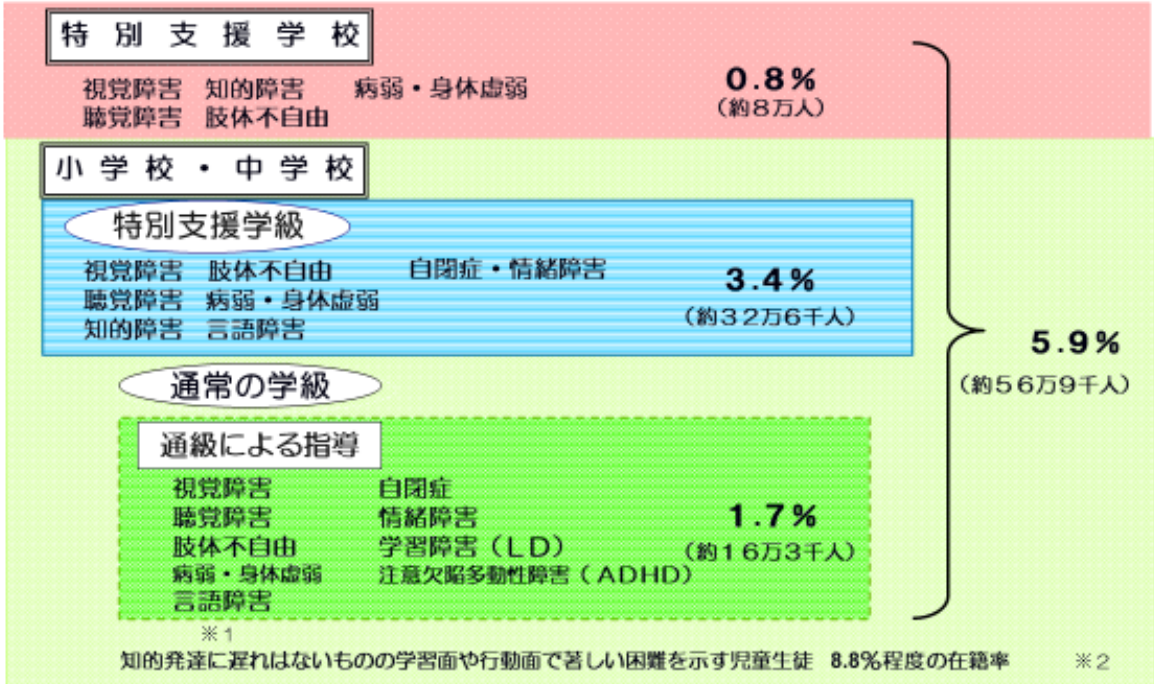 特別支援学校
視覚障害 知的障害 病弱・身体虚弱
聴覚障害 肢体不自由
0.8%
(約8万人)
小学校・中学校
特別支援学級
視覚障害 肢体不自由 自閉症・情緒障害
聴覚障害 病弱・身体虚弱
知的障害 言語障害
3.4%
(約32万6千人)
5.9%
(約56万9千人)
通常の学級
通級による指導
視覚障害 自閉症
聴覚障害 情緒障害
肢体不自由 学習障害(LD)
病弱・身体虚弱 注意欠陥多動性障害(ADHD)
言語障害
1.7%
(約16万3千人)
※1
知的発達に遅れはないものの学習面や行動面で著しい困難を示す児童生徒 8.8%程度の在籍率 ※2